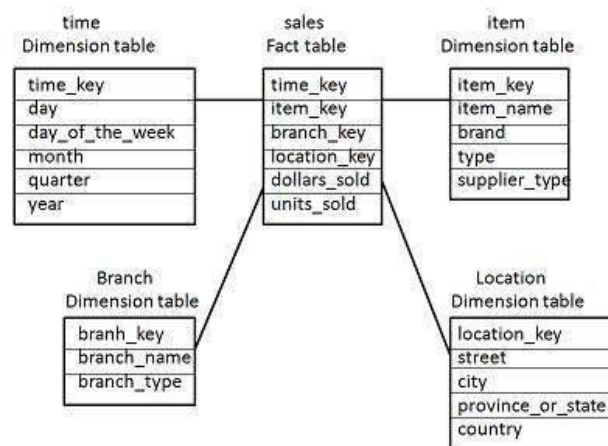 time
Dimension table
time_key
day
day_of_the_week
month
quarter
year
sales
Fact table
time_key
item_key
branch_key
location_key
dollars_sold
units_sold
item
Dimension table
item_key
item_name
brand
type
supplier_type
Branch
Dimension table
branh_key
branch_name
branch_type
Location
Dimension table
location_key
street
city
province_or_state
country